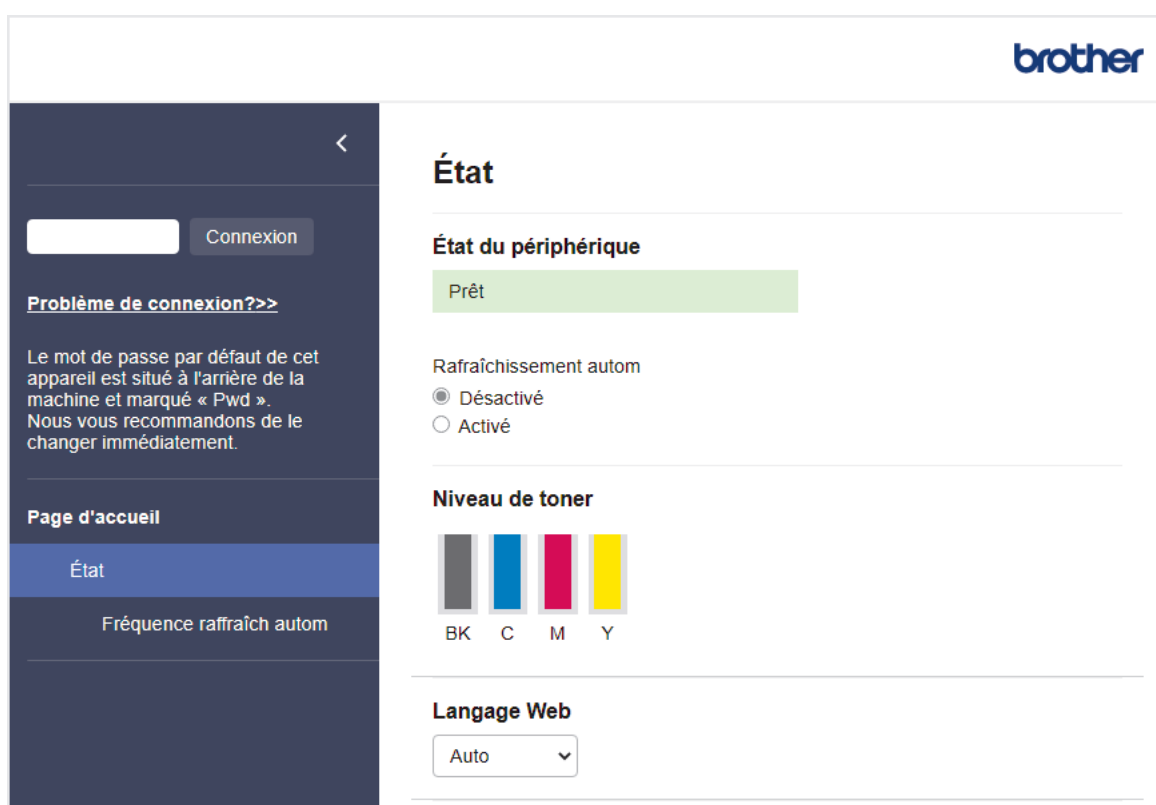 brother
Connexion
Problème de connexion?>>
Le mot de passe par défaut de cet
appareil est situé à l'arrière de la
machine et marqué « Pwd ».
Nous vous recommandons de le
changer immédiatement.
Page d'accueil
État
Fréquence raffraîch autom
État
État du périphérique
Prêt
Rafraîchissement autom
Désactivé
Activé
Niveau de toner
BK C M Y
Langage Web
Auto